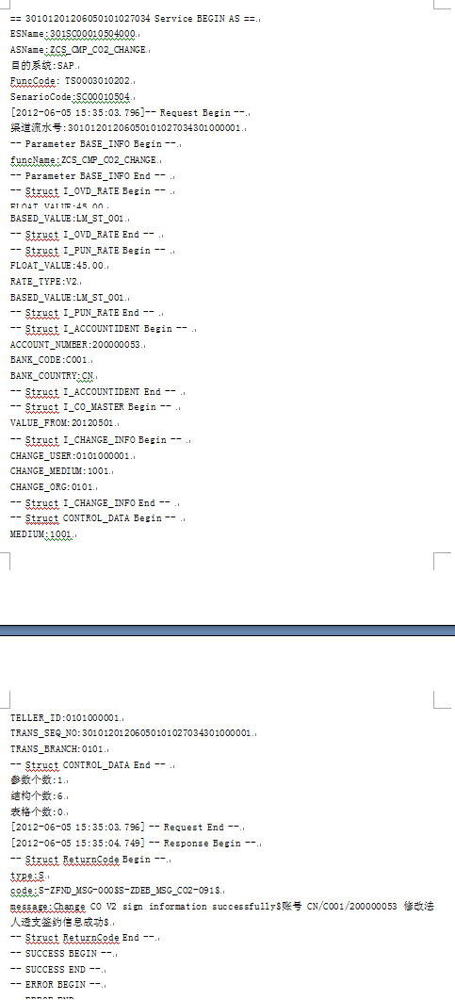 == 30101201206050101027034 Service BEGIN AS ==
ESName:301SC00010504000
ASName:ZCS_CMP_CO2_CHANGE
目的系统:SAP
FuncCode: TS0003010202
SenarioCode:SC00010504
[2012-06-05 15:35:03.796]-- Request Begin --
渠道流水号:30101201206050101027034301000001
-- Parameter BASE_INFO Begin --
funcName:ZCS_CMP_CO2_CHANGE
-- Parameter BASE_INFO End --
-- Struct I_OVD_RATE Begin --
FLOAT_VALUE:45.00
BASED_VALUE:LM_ST_001
-- Struct I_OVD_RATE End --
-- Struct I_PUN_RATE Begin --
FLOAT_VALUE:45.00
RATE_TYPE:V2
BASED_VALUE:LM_ST_001
-- Struct I_PUN_RATE End --
-- Struct I_ACCOUNTIDENT Begin --
ACCOUNT_NUMBER:200000053
BANK_CODE:C001
BANK_COUNTRY:CN
-- Struct I_ACCOUNTIDENT End --
-- Struct I_CO_MASTER Begin --
VALUE_FROM:20120501
-- Struct I_CHANGE_INFO Begin --
CHANGE_USER:0101000001
CHANGE_MEDIUM:1001
CHANGE_ORG:0101
-- Struct I_CHANGE_INFO End --
-- Struct CONTROL_DATA Begin --
MEDIUM:1001
TELLER_ID:0101000001
TRANS_SEQ_NO:30101201206050101027034301000001
TRANS_BRANCH:0101
-- Struct CONTROL_DATA End --
参数个数:1
结构个数:6
表格个数:0
[2012-06-05 15:35:03.796]-- Request End --
[2012-06-05 15:35:04.749]-- Response Begin --
-- Struct ReturnCode Begin --
type:S
code:S-ZFND_MSG-000$S-ZDEB_MSG_CO2-091$
message:Change CO V2 sign information successfully$账号 CN/C001/200000053 修改法
人透支签约信息成功$
-- Struct ReturnCode End --
-- SUCCESS BEGIN --
-- SUCCESS END --
-- ERROR BEGIN --
-- ERROR END --